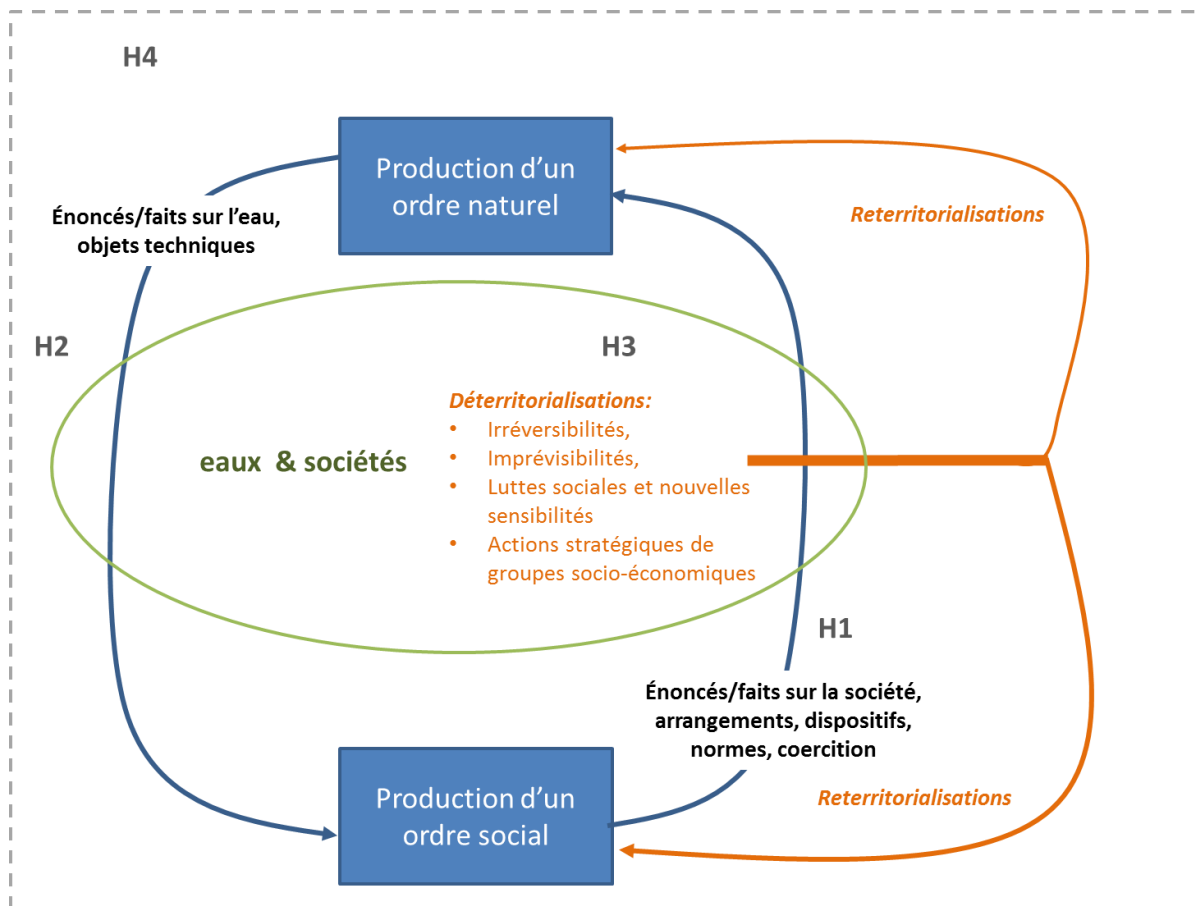 H4
Production d’un
ordre naturel
Énoncés/faits sur l’eau,
objets techniques
Reterritorialisations
H2
H3
Déterritorialisations:
• Irréversibilités,
• Imprévisibilités,
• Luttes sociales et nouvelles
sensibilités
• Actions stratégiques de
groupes socio-économiques
eaux & sociétés
H1
Énoncés/faits sur la société,
arrangements, dispositifs,
normes, coercition
Production d’un
ordre social
Reterritorialisations